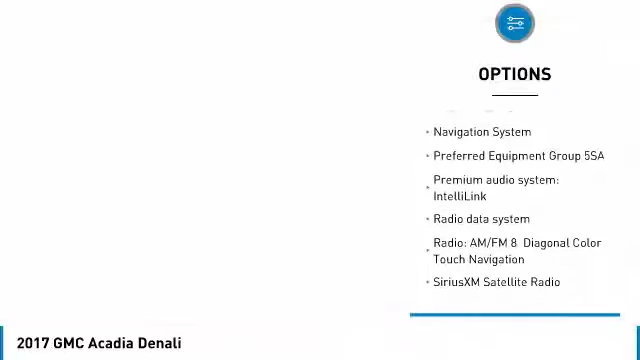 OPTIONS
Navigation System
Preferred Equipment Group 5SA
Premium audio system:
IntelliLink
Radio data system
Radio: AM/FM 8 Diagonal Color
Touch Navigation
SiriusXM Satellite Radio
2017 GMC Acadia Denali